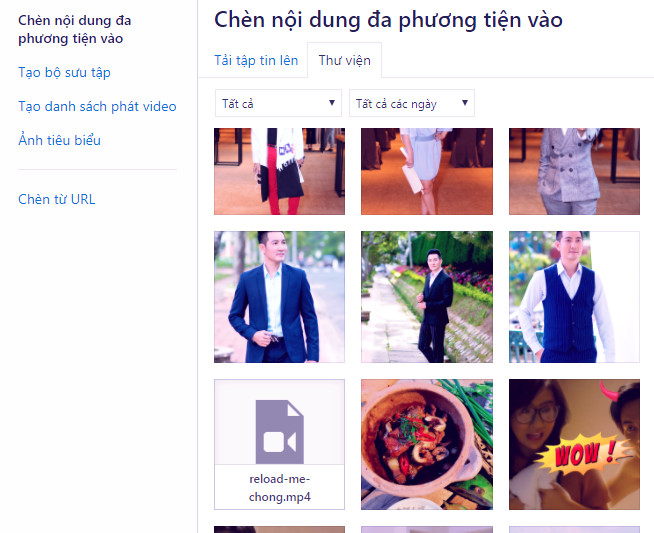 Chèn nội dung đa
phương tiện vào
Tạo bộ sưu tập
Tạo danh sách phát video
Ảnh tiêu biểu
Chèn từ URL
Chèn nội dung đa phương tiện vào
Tải tập tin lên
Thư viện
Tất cả
Tất cả các ngày
reload-me-
chong.mp4
WOW !